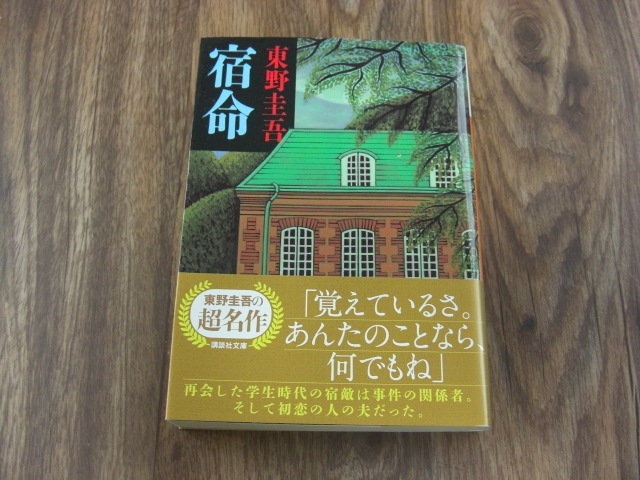 宿命
東野圭吾
東野圭吾の
超名作
講談社文庫
「覚えているさ。
あんたのことなら、
何でもね」
再会した学生時代の宿敵は事件の関係者。
そして初恋の人の夫だった。